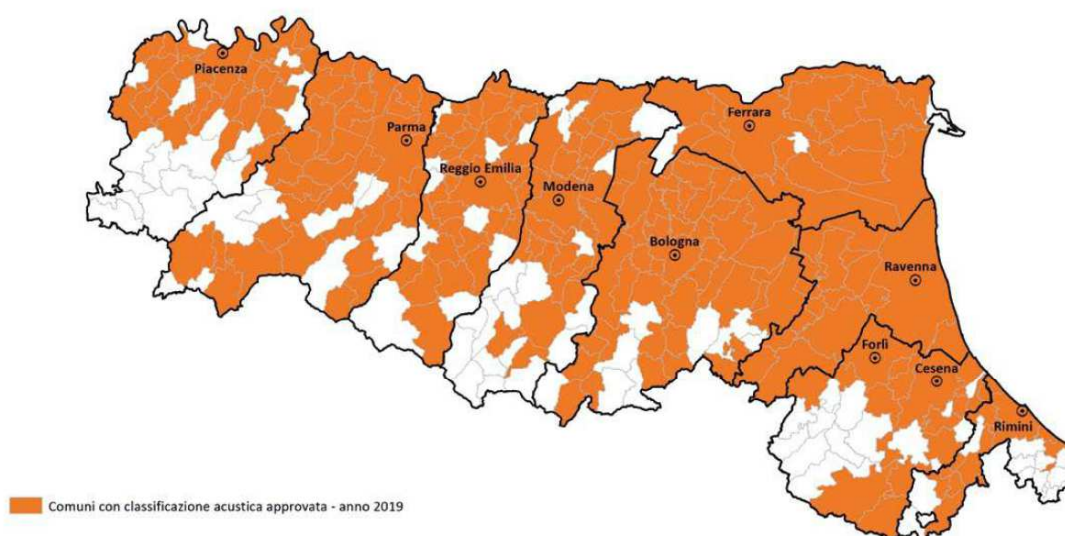 Piacenza
Parma
Reggio Emilia
Modena
Ferrara
Bologna
Ravenna
Forlì
Cesena
Rimini
Comuni con classificazione acustica approvata - anno 2019